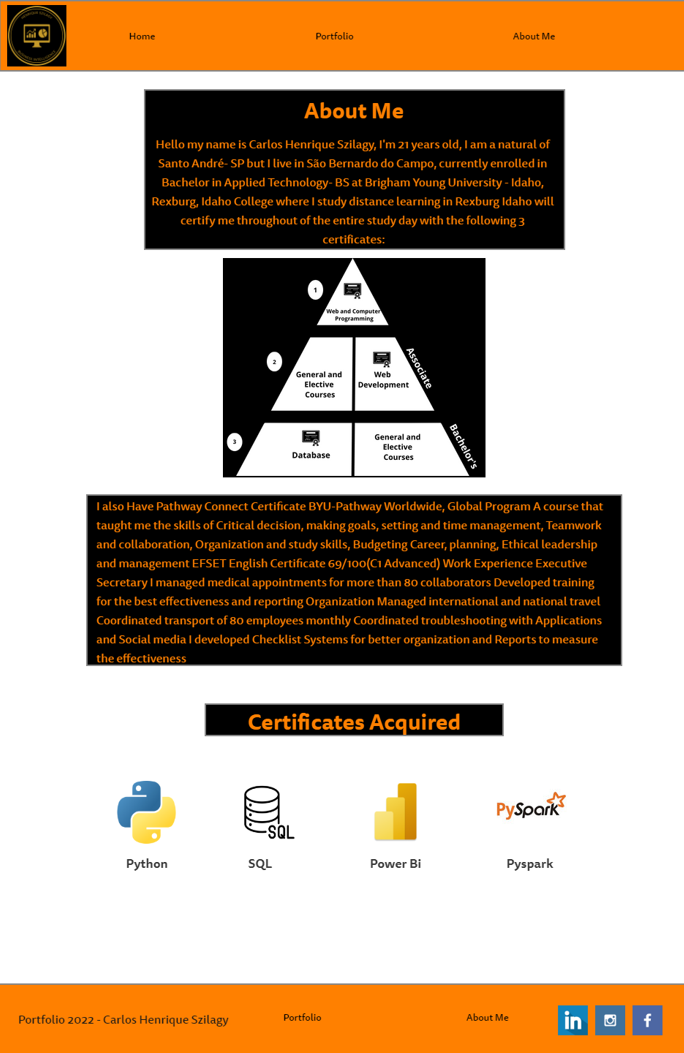 Home
Portfolio
About Me
About Me
Hello my name is Carlos Henrique Szilagy, I'm 21 years old, I am a natural of
Santo André- SP but I live in São Bernardo do Campo, currently enrolled in
Bachelor in Applied Technology- BS at Brigham Young University - Idaho,
Rexburg, Idaho College where I study distance learning in Rexburg Idaho will
certify me throughout of the entire study day with the following 3
certificates:
1
Web and Computer
Programming
2
General and
Elective
Courses
Web
Development
Associate
3
Database
General and
Elective
Courses
Bachelor's
I also Have Pathway Connect Certificate BYU-Pathway Worldwide, Global Program A course that
taught me the skills of Critical decision, making goals, setting and time management, Teamwork
and collaboration, Organization and study skills, Budgeting Career, planning, Ethical leadership
and management EFSET English Certificate 69/100(C1 Advanced) Work Experience Executive
Secretary I managed medical appointments for more than 80 collaborators Developed training
for the best effectiveness and reporting Organization Managed international and national travel
Coordinated transport of 80 employees monthly Coordinated troubleshooting with Applications
and Social media I developed Checklist Systems for better organization and Reports to measure
the effectiveness
Certificates Acquired
SQL
PySpark
Python
SQL
Power Bi
Pyspark
Portfolio 2022 - Carlos Henrique Szilagy
Portfolio
About Me
in
f